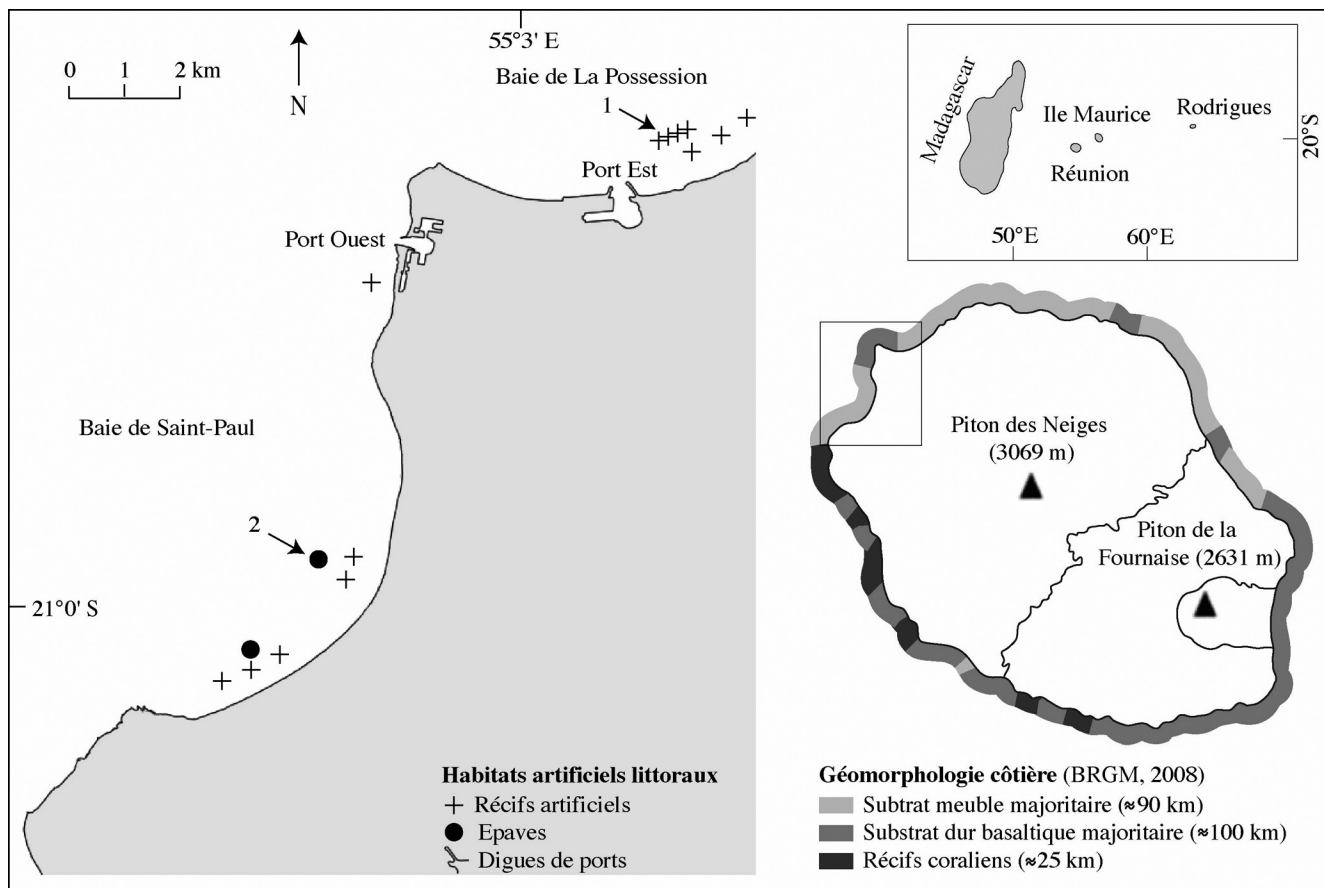 55°3' E
0 1 2 km
N
Baie de La Possession
1
Port Est
Port Ouest
Baie de Saint-Paul
2
21°0' S
Habitats artificiels littoraux
Récifs artificiels
Epaves
Digues de ports
Madagascar
Ile Maurice
Rodrigues
Réunion
20°S
50°E
60°E
Piton des Neiges
(3069 m)
Piton de la
Fournaise (2631 m)
Géomorphologie côtière (BRGM, 2008)
Subtrat meuble majoritaire (≈90 km)
Substrat dur basaltique majoritaire (≈100 km)
Récifs coraliens (≈25 km)